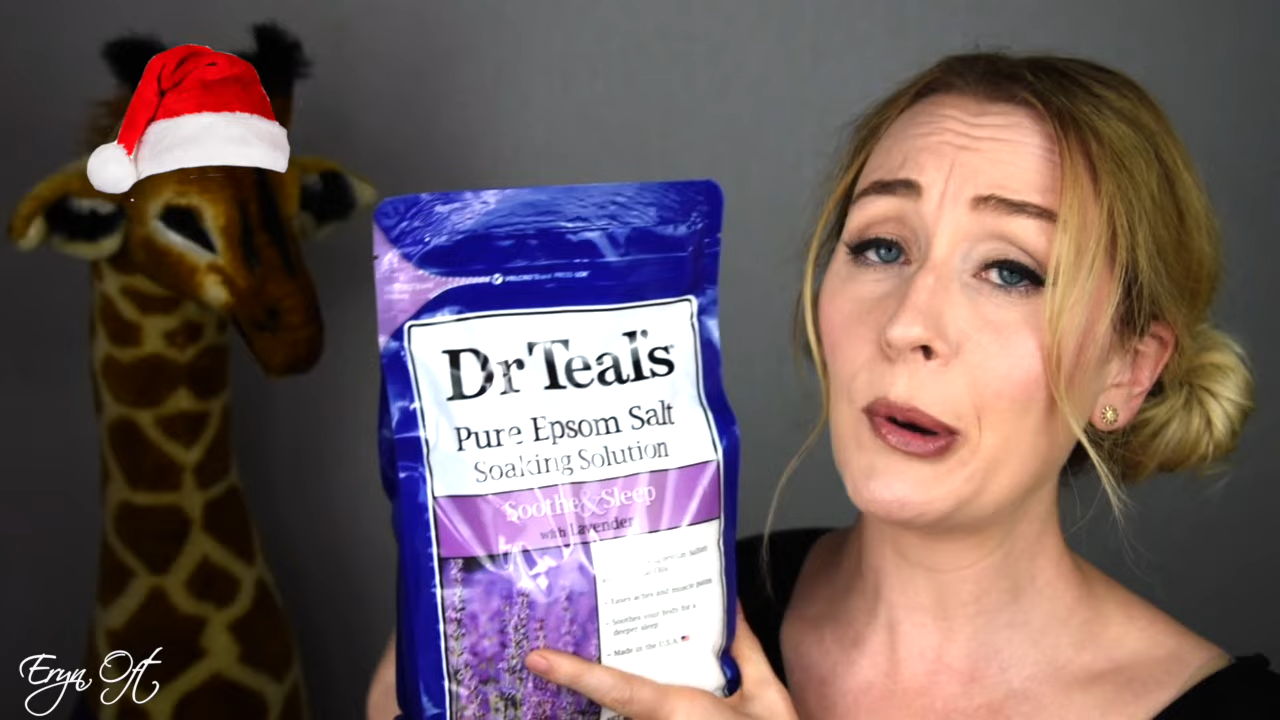 Dr Teal's
Pure Epsom Salt
Soaking Solution
Soothe & Sleep
with Lavender
- Eases aches and muscle pains
- Soothes your body for a
deeper sleep
- Made in the U.S.A.
Eryn Oft